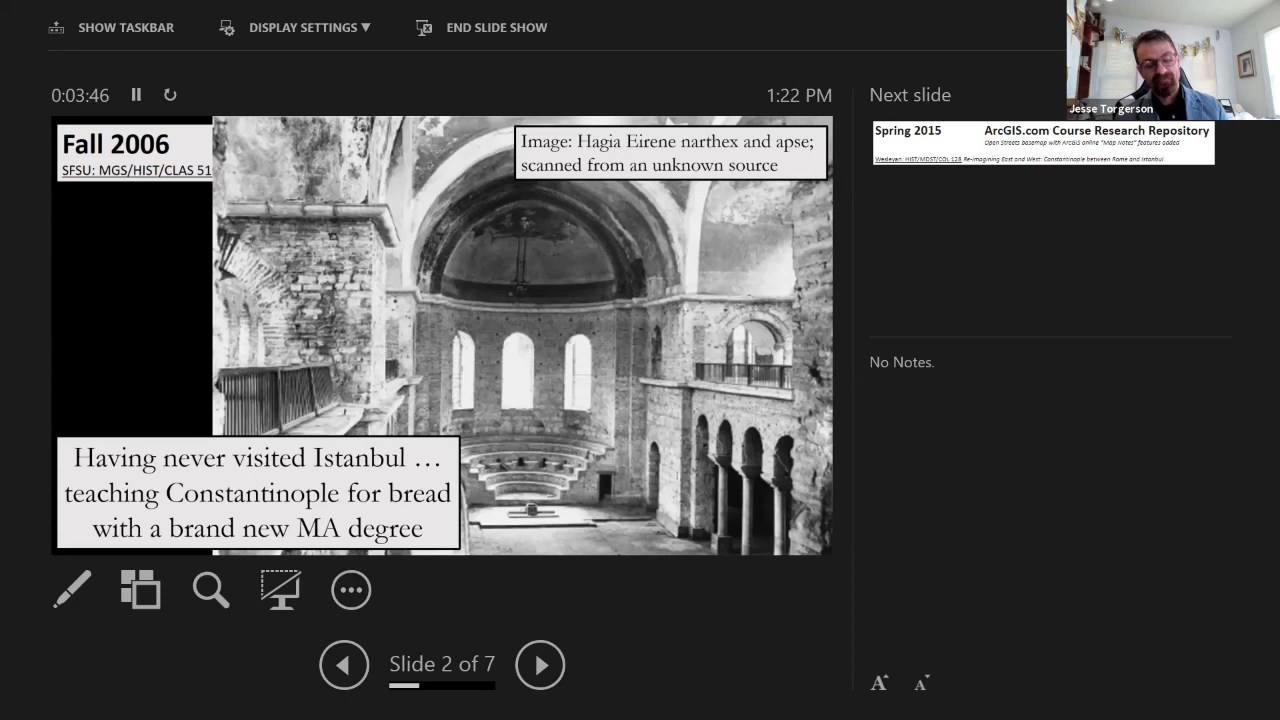 SHOW TASKBAR
DISPLAY SETTINGS ▼
END SLIDE SHOW
Jesse Torgerson
0:03:46
1:22 PM
Next slide
Fall 2006
SFSU: MGS/HIST/CLAS 51
Image: Hagia Eirene narthex and apse;
scanned from an unknown source
Having never visited Istanbul …
teaching Constantinople for bread
with a brand new MA degree
Spring 2015
ArcGIS.com Course Research Repository
Open Streets basemap with ArcGIS online "Map Notes" features added
Wesleyan: HIST/MDST/COL 128 Re-imagining East and West: Constantinople between Rome and Istanbul
No Notes.
Slide 2 of 7
A A